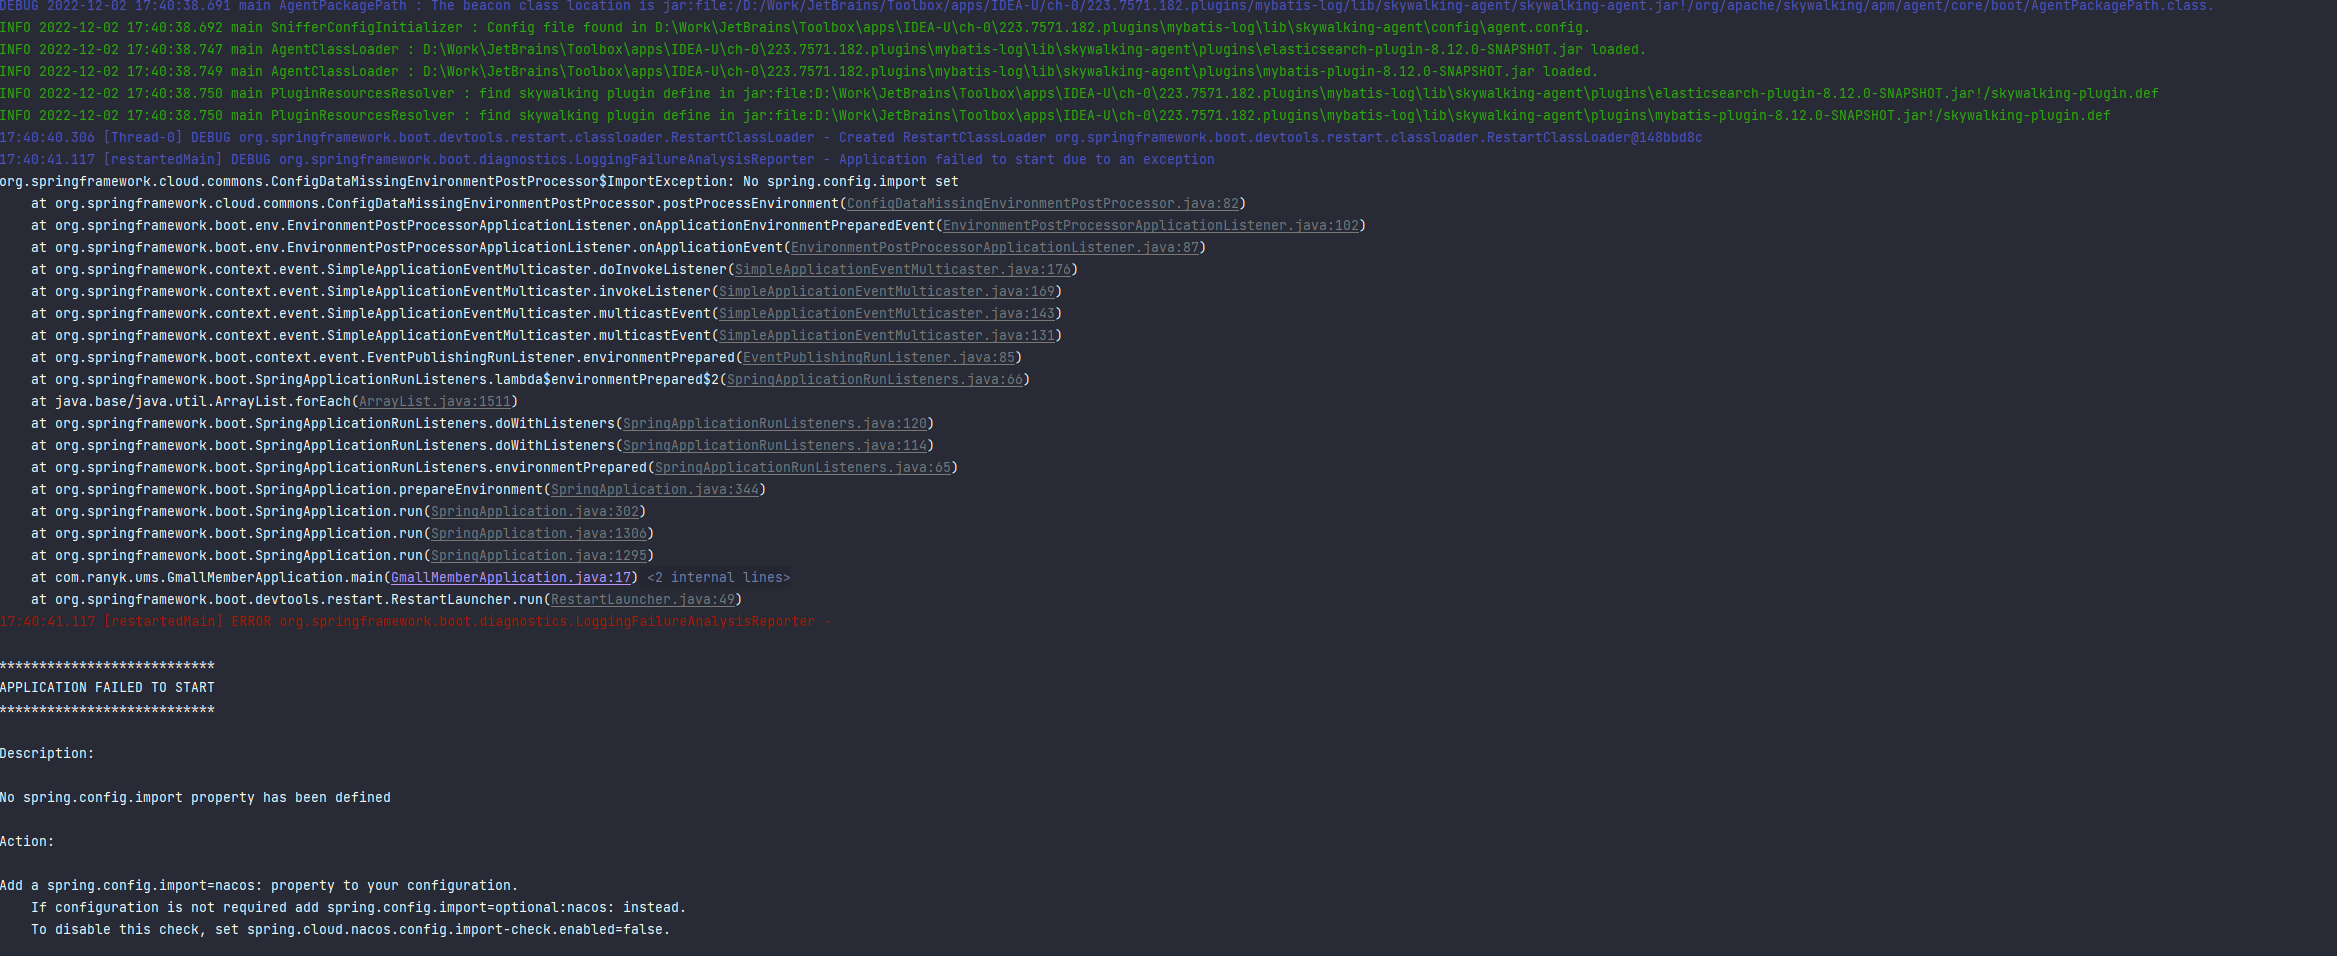 DEBUG 2022-12-02 17:40:38.691 main AgentPackagePath : The beacon class location is jar:file:/D:/Work/JetBrains/Toolbox/apps/IDEA-U/ch-0/223.7571.182.plugins/mybatis-log/lib/skywalking-agent/skywalking-agent.jar!/org/apache/skywalking/apm/agent/core/boot/AgentPackagePath.class.
INFO 2022-12-02 17:40:38.692 main SnifferConfigInitializer : Config file found in D:\Work\JetBrains\Toolbox\apps\IDEA-U\ch-0\223.7571.182.plugins\mybatis-log\lib\skywalking-agent\config\agent.config.
INFO 2022-12-02 17:40:38.747 main AgentClassLoader : D:\Work\JetBrains\Toolbox\apps\IDEA-U\ch-0\223.7571.182.plugins\mybatis-log\lib\skywalking-agent\plugins\elasticsearch-plugin-8.12.0-SNAPSHOT.jar loaded.
INFO 2022-12-02 17:40:38.749 main AgentClassLoader : D:\Work\JetBrains\Toolbox\apps\IDEA-U\ch-0\223.7571.182.plugins\mybatis-log\lib\skywalking-agent\plugins\mybatis-plugin-8.12.0-SNAPSHOT.jar loaded.
INFO 2022-12-02 17:40:38.750 main PluginResourcesResolver : find skywalking plugin define in jar:file:D:\Work\JetBrains\Toolbox\apps\IDEA-U\ch-0\223.7571.182.plugins\mybatis-log\lib\skywalking-agent\plugins\elasticsearch-plugin-8.12.0-SNAPSHOT.jar!/skywalking-plugin.def
INFO 2022-12-02 17:40:38.750 main PluginResourcesResolver : find skywalking plugin define in jar:file:D:\Work\JetBrains\Toolbox\apps\IDEA-U\ch-0\223.7571.182.plugins\mybatis-log\lib\skywalking-agent\plugins\mybatis-plugin-8.12.0-SNAPSHOT.jar!/skywalking-plugin.def
17:40:40.306 [Thread-0] DEBUG org.springframework.boot.devtools.restart.classloader.RestartClassLoader - Created RestartClassLoader org.springframework.boot.devtools.restart.classloader.RestartClassLoader@148bbd8c
17:40:41.117 [restartedMain] DEBUG org.springframework.boot.diagnostics.LoggingFailureAnalysisReporter - Application failed to start due to an exception
org.springframework.cloud.commons.ConfigDataMissingEnvironmentPostProcessor$ImportException: No spring.config.import set
at org.springframework.cloud.commons.ConfigDataMissingEnvironmentPostProcessor.postProcessEnvironment(ConfigDataMissingEnvironmentPostProcessor.java:82)
at org.springframework.boot.env.EnvironmentPostProcessorApplicationListener.onApplicationEnvironmentPreparedEvent(EnvironmentPostProcessorApplicationListener.java:102)
at org.springframework.boot.env.EnvironmentPostProcessorApplicationListener.onApplicationEvent(EnvironmentPostProcessorApplicationListener.java:87)
at org.springframework.context.event.SimpleApplicationEventMulticaster.doInvokeListener(SimpleApplicationEventMulticaster.java:176)
at org.springframework.context.event.SimpleApplicationEventMulticaster.invokeListener(SimpleApplicationEventMulticaster.java:169)
at org.springframework.context.event.SimpleApplicationEventMulticaster.multicastEvent(SimpleApplicationEventMulticaster.java:143)
at org.springframework.context.event.SimpleApplicationEventMulticaster.multicastEvent(SimpleApplicationEventMulticaster.java:131)
at org.springframework.boot.context.event.EventPublishingRunListener.environmentPrepared(EventPublishingRunListener.java:85)
at org.springframework.boot.SpringApplicationRunListeners.lambda$environmentPrepared$2(SpringApplicationRunListeners.java:66)
at java.base/java.util.ArrayList.forEach(ArrayList.java:1511)
at org.springframework.boot.SpringApplicationRunListeners.doWithListeners(SpringApplicationRunListeners.java:120)
at org.springframework.boot.SpringApplicationRunListeners.doWithListeners(SpringApplicationRunListeners.java:114)
at org.springframework.boot.SpringApplicationRunListeners.environmentPrepared(SpringApplicationRunListeners.java:65)
at org.springframework.boot.SpringApplication.prepareEnvironment(SpringApplication.java:344)
at org.springframework.boot.SpringApplication.run(SpringApplication.java:302)
at org.springframework.boot.SpringApplication.run(SpringApplication.java:1306)
at org.springframework.boot.SpringApplication.run(SpringApplication.java:1295)
at com.ranyk.ums.GmallMemberApplication.main(GmallMemberApplication.java:17) <2 internal lines>
at org.springframework.boot.devtools.restart.RestartLauncher.run(RestartLauncher.java:49)
17:40:41.117 [restartedMain] ERROR org.springframework.boot.diagnostics.LoggingFailureAnalysisReporter -
***************************
APPLICATION FAILED TO START
***************************
Description:
No spring.config.import property has been defined
Action:
Add a spring.config.import=nacos: property to your configuration.
If configuration is not required add spring.config.import=optional:nacos: instead.
To disable this check, set spring.cloud.nacos.config.import-check.enabled=false.